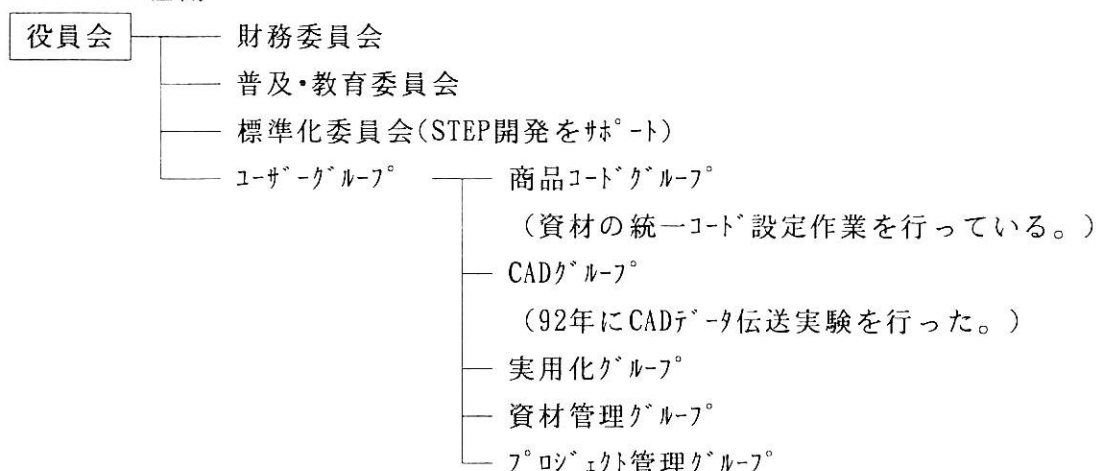 役員会 財務委員会
普及・教育委員会
標準化委員会(STEP開発をｻﾎﾟｰﾄ)
ﾕｰｻﾞｰｸﾞﾙｰﾌﾟ 商品ｺｰﾄﾞｸﾞﾙｰﾌﾟ
(資材の統一ｺｰﾄﾞ設定作業を行っている。)
CADｸﾞﾙｰﾌﾟ
(92年にCADﾃﾞｰﾀ伝送実験を行った。)
実用化ｸﾞﾙｰﾌﾟ
資材管理ｸﾞﾙｰﾌﾟ
ﾌﾟﾛｼﾞｪｸﾄ管理ｸﾞﾙｰﾌﾟ